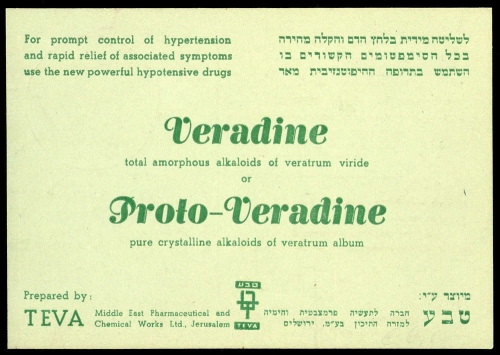 For prompt control of hypertension
and rapid relief of associated symptoms
use the new powerful hypotensive drugs
לשליטה מידית בלחץ הדם והקלה מהירה
בכל הסימפטומים הקשורים בו
השתמש בתרופה ההיפוטנזיבית מאד
Veradine
total amorphous alkaloids of veratrum viride
or
Proto-Veradine
pure crystalline alkaloids of veratrum album
Prepared by:
TEVA
Middle East Pharmaceutical and
Chemical Works Ltd., Jerusalem
טבע
TEVA
מיוצר ע״י:
טבע
חברה לתעשיה פרמצבטית וחימית
למזרח התיכון בע״מ, ירושלים